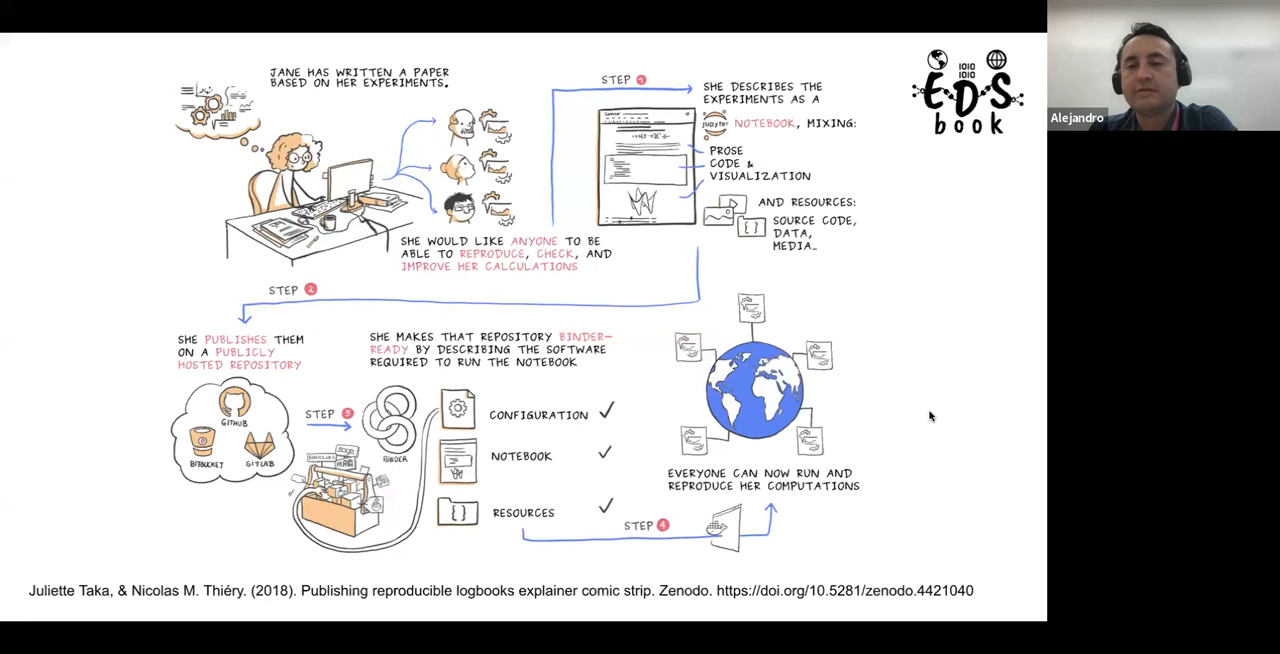 JANE HAS WRITTEN A PAPER
BASED ON HER EXPERIMENTS.
SHE WOULD LIKE ANYONE TO BE
ABLE TO REPRODUCE, CHECK, AND
IMPROVE HER CALCULATIONS
STEP 1
SHE DESCRIBES THE
EXPERIMENTS AS A
jupyter NOTEBOOK, MIXING:
PROSE
CODE &
VISUALIZATION
AND RESOURCES:
SOURCE CODE,
DATA,
MEDIA...
{ }
EDS
book
1010
1010
Alejandro
STEP 2
SHE PUBLISHES THEM
ON A PUBLICLY
HOSTED REPOSITORY
GITHUB
BITBUCKET
GITLAB
STEP 3
SHE MAKES THAT REPOSITORY BINDER-
READY BY DESCRIBING THE SOFTWARE
REQUIRED TO RUN THE NOTEBOOK
BINDER
CONFIGURATION
NOTEBOOK
{ } RESOURCES
STEP 4
EVERYONE CAN NOW RUN AND
REPRODUCE HER COMPUTATIONS
Juliette Taka, & Nicolas M. Thiéry. (2018). Publishing reproducible logbooks explainer comic strip. Zenodo. https://doi.org/10.5281/zenodo.4421040